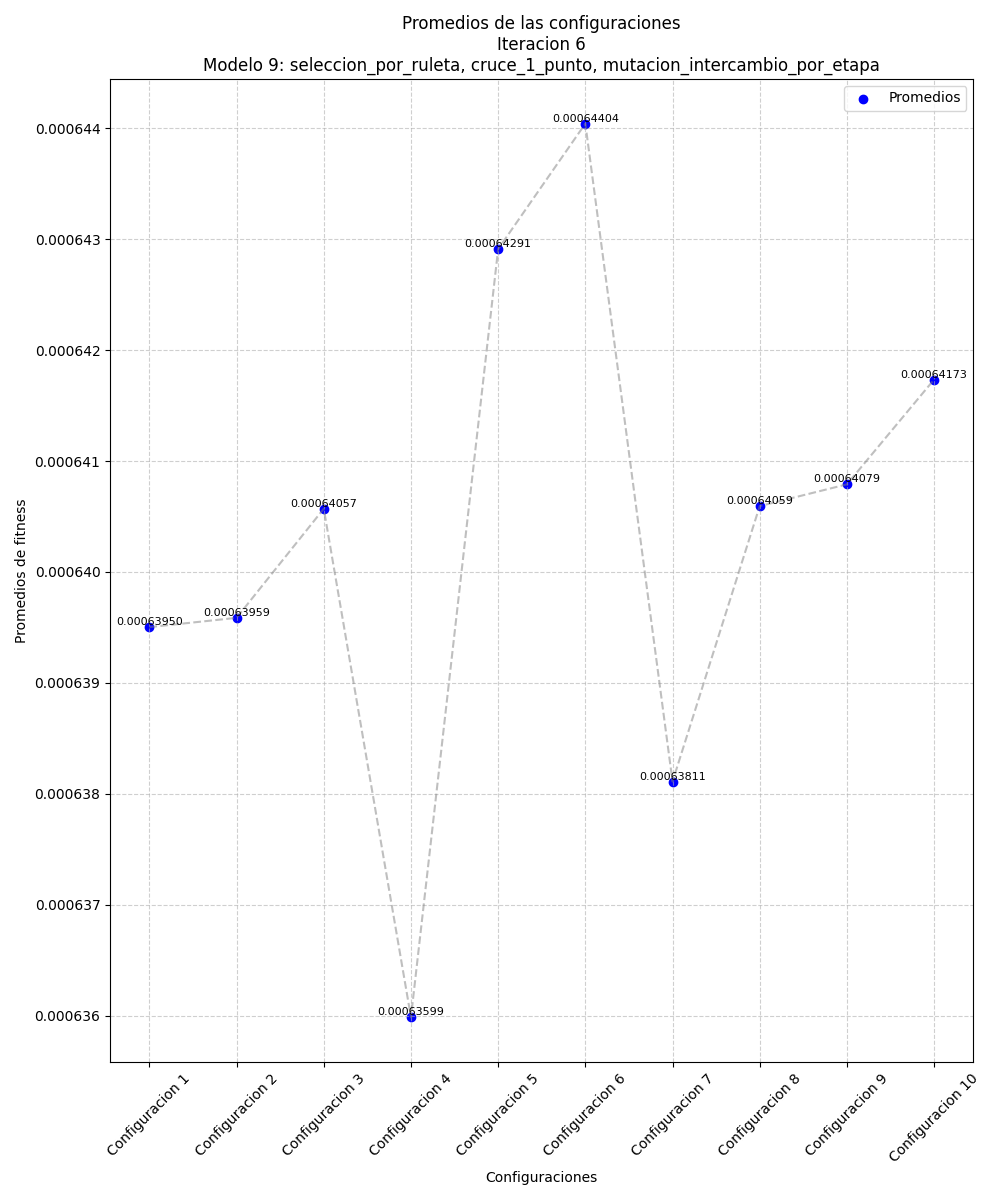 Promedios de las configuraciones
Iteracion 6
Modelo 9: seleccion_por_ruleta, cruce_1_punto, mutacion_intercambio_por_etapa
Promedios
0.000644
0.000643
0.000642
0.000641
0.000640
0.000639
0.000638
0.000637
0.000636
Promedios de fitness
0.00063950
0.00063959
0.00064057
0.00063599
0.00064291
0.00064404
0.00063811
0.00064059
0.00064079
0.00064173
Configuracion 1
Configuracion 2
Configuracion 3
Configuracion 4
Configuracion 5
Configuracion 6
Configuracion 7
Configuracion 8
Configuracion 9
Configuracion 10
Configuraciones